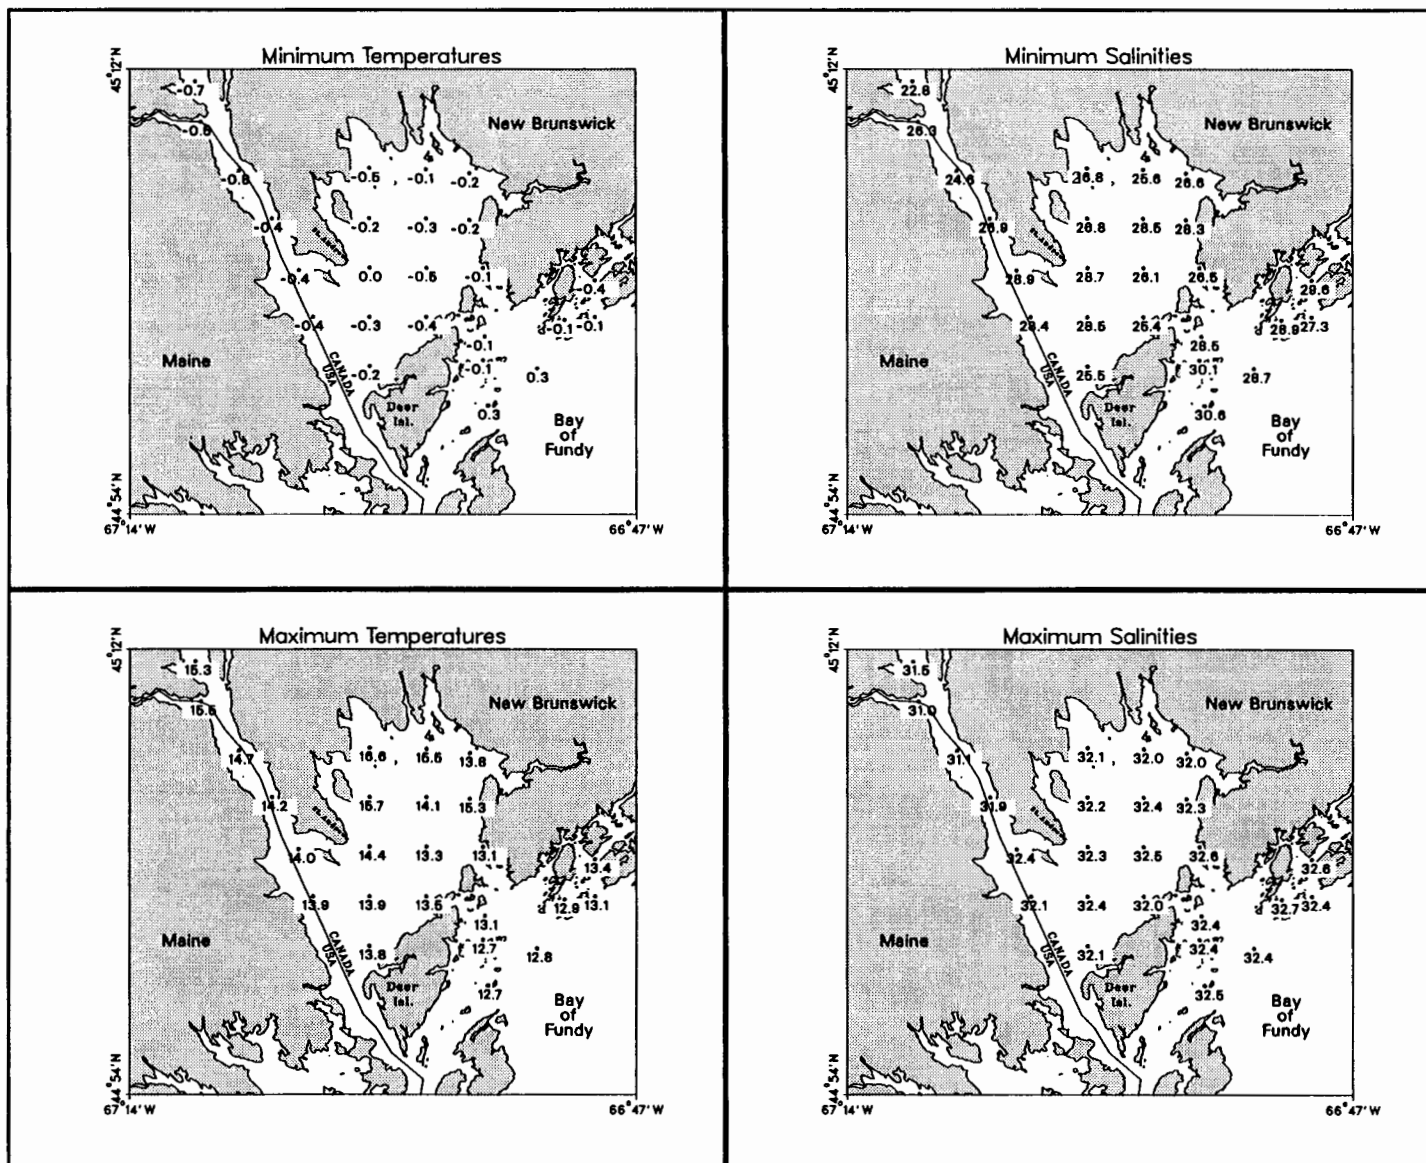 Minimum Temperatures
45°12'N
-0.7
New Brunswick
-0.6
-0.8
-0.5 -0.1 -0.2
-0.4 -0.2 -0.3 -0.2
-0.4 0.0 -0.5 -0.1
-0.4
-0.4 -0.3 -0.4 -0.1 -0.1
-0.1
Maine
CANADA
USA
-0.2 -0.1 0.3
Deer
Isl.
0.3
Bay
of
Fundy
44°54'N
67°14'W 66°47'W
Minimum Salinities
45°12'N
22.8
New Brunswick
26.3
24.6
26.8 25.6 26.6
26.9 26.8 28.5 28.3
28.9 28.7 26.1 26.5
29.6
28.4 28.5 25.4 28.9 27.3
28.5
Maine
CANADA
USA
25.5 30.1 28.7
Deer
Isl.
30.6
Bay
of
Fundy
44°54'N
67°14'W 66°47'W
Maximum Temperatures
45°12'N
15.3
New Brunswick
15.6
14.7
16.6 15.5 13.8
14.2 15.7 14.1 15.3
14.0 14.4 13.3 13.1
13.4
13.9 13.9 13.5 12.9 13.1
13.1
Maine
CANADA
USA
13.8 12.7 12.8
Deer
Isl.
12.7
Bay
of
Fundy
44°54'N
67°14'W 66°47'W
Maximum Salinities
45°12'N
31.5
New Brunswick
31.0
31.1
32.1 32.0 32.0
31.9 32.2 32.4 32.3
32.4 32.3 32.5 32.6
32.6
32.1 32.4 32.0 32.7 32.4
32.4
Maine
CANADA
USA
32.1 32.4 32.4
Deer
Isl.
32.5
Bay
of
Fundy
44°54'N
67°14'W 66°47'W